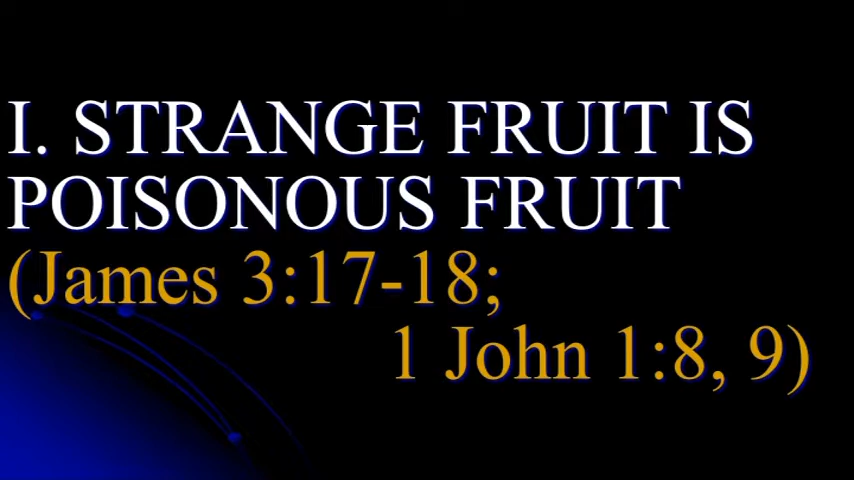 I. STRANGE FRUIT IS
POISONOUS FRUIT
(James 3:17-18;
1 John 1:8, 9)